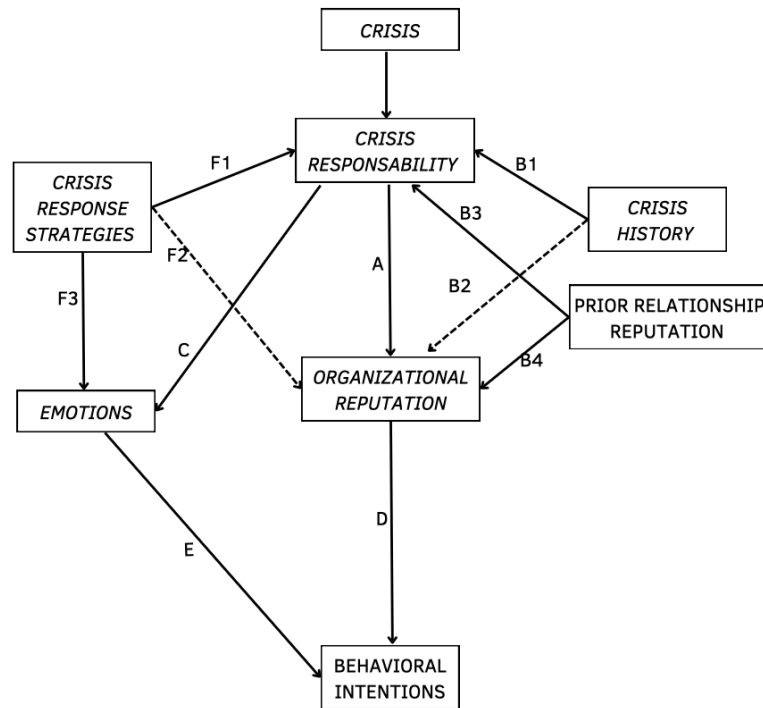 CRISIS
CRISIS
RESPONSABILITY
F1
B1
CRISIS
RESPONSE
STRATEGIES
B3
CRISIS
HISTORY
F2
A
B2
F3
PRIOR RELATIONSHIP
REPUTATION
C
B4
EMOTIONS
ORGANIZATIONAL
REPUTATION
D
E
BEHAVIORAL
INTENTIONS